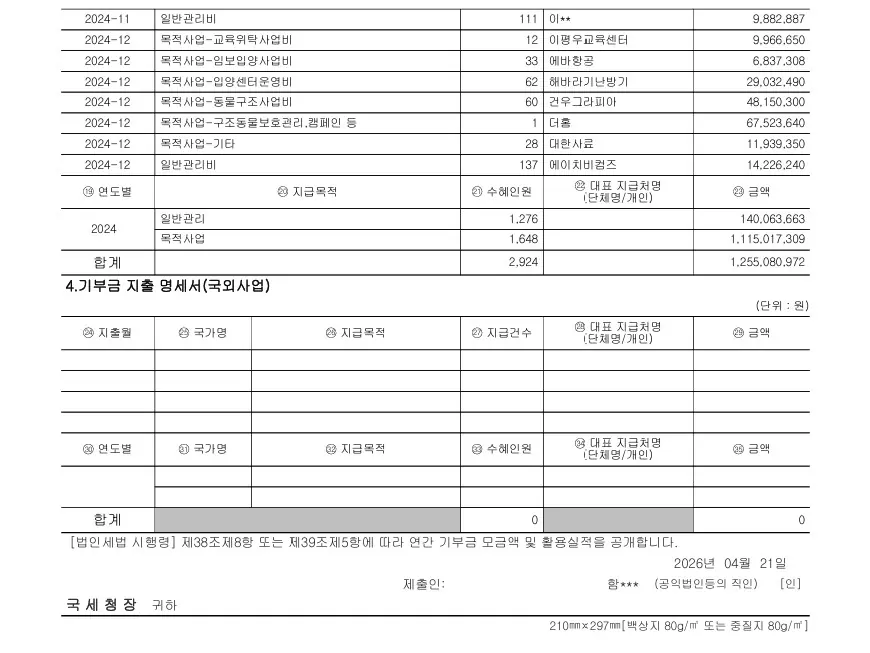 2024-11 일반관리비 111 이** 9,882,887
2024-12 목적사업-교육위탁사업비 12 이평우교육센터 9,966,650
2024-12 목적사업-임보입양사업비 33 에바항공 6,837,308
2024-12 목적사업-입양센터운영비 62 해바라기난방기 29,032,490
2024-12 목적사업-동물구조사업비 60 건우그라피아 48,150,300
2024-12 목적사업-구조동물보호관리,캠페인 등 1 더홈 67,523,640
2024-12 목적사업-기타 28 대한사료 11,939,350
2024-12 일반관리비 137 에이치비컴즈 14,226,240
⑲ 연도별 ⑳ 지급목적 ㉑ 수혜인원 ㉒ 대표 지급처명 (단체명/개인) ㉓ 금액
2024 일반관리 1,276 140,063,663
목적사업 1,648 1,115,017,309
합계 2,924 1,255,080,972
4.기부금 지출 명세서(국외사업)
(단위 : 원)
㉔ 지출월 ㉕ 국가명 ㉖ 지급목적 ㉗ 지급건수 ㉘ 대표 지급처명 (단체명/개인) ㉙ 금액
㉚ 연도별 ㉛ 국가명 ㉜ 지급목적 ㉝ 수혜인원 ㉞ 대표 지급처명 (단체명/개인) ㉟ 금액
합계 0 0
[법인세법 시행령] 제38조제8항 또는 제39조제5항에 따라 연간 기부금 모금액 및 활용실적을 공개합니다.
2026년 04월 21일
제출인: 함*** (공익법인등의 직인) [인]
국세청장 귀하
210㎜×297㎜[백상지 80g/㎡ 또는 중질지 80g/㎡]